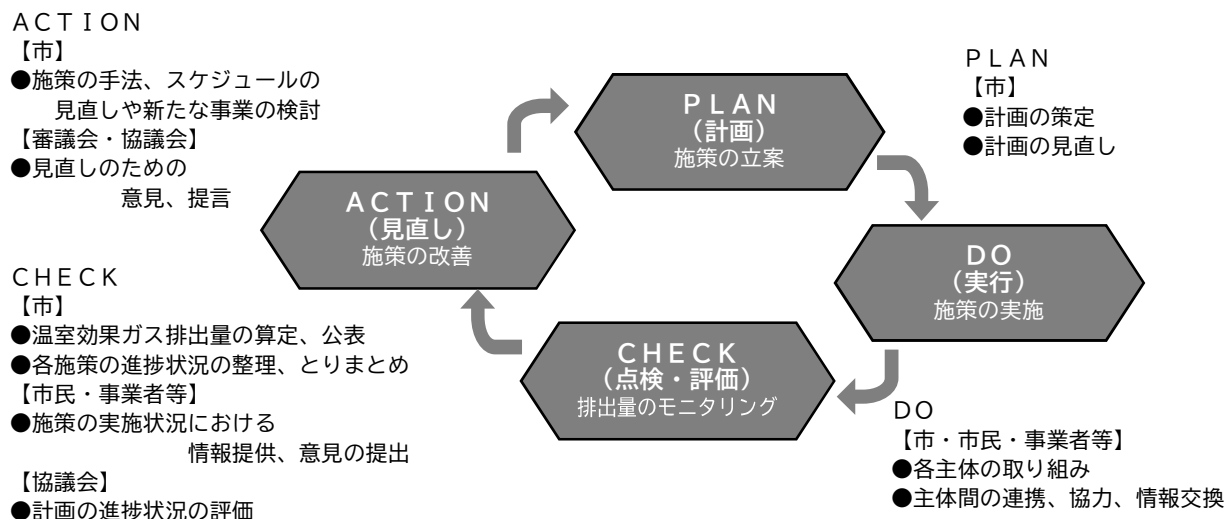 ＡＣＴＩＯＮ
【市】
●施策の手法、スケジュールの
見直しや新たな事業の検討
【審議会・協議会】
●見直しのための
意見、提言
ＰＬＡＮ
（計画）
施策の立案
ＰＬＡＮ
【市】
●計画の策定
●計画の見直し
ＡＣＴＩＯＮ
（見直し）
施策の改善
ＤＯ
（実行）
施策の実施
ＣＨＥＣＫ
（点検・評価）
排出量のモニタリング
ＣＨＥＣＫ
【市】
●温室効果ガス排出量の算定、公表
●各施策の進捗状況の整理、とりまとめ
【市民・事業者等】
●施策の実施状況における
情報提供、意見の提出
【協議会】
●計画の進捗状況の評価
ＤＯ
【市・市民・事業者等】
●各主体の取り組み
●主体間の連携、協力、情報交換